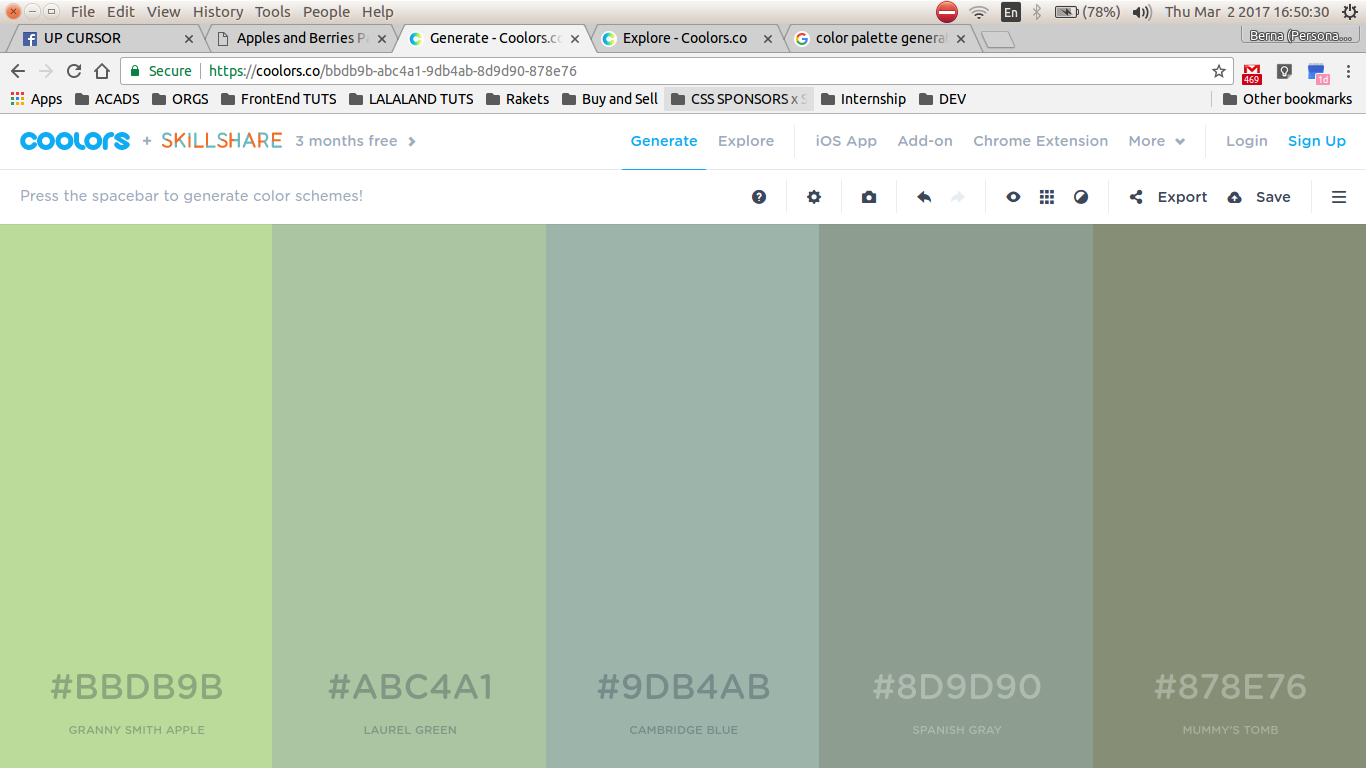 File Edit View History Tools People Help En (78%) Thu Mar 2 2017 16:50:30
UP CURSOR Apples and Berries Generate - Coolors.co Explore - Coolors.co color palette genera Berna (Persona...
Secure https://coolors.co/bbdb9b-abc4a1-9db4ab-8d9d90-878e76 469 1d
Apps ACADS ORGS FrontEnd TUTS LALALAND TUTS Rakets Buy and Sell CSS SPONSORS x Internship DEV Other bookmarks
coolors + SKILLSHARE 3 months free Generate Explore iOS App Add-on Chrome Extension More Login Sign Up
Press the spacebar to generate color schemes! Export Save
#BBDB9B #ABC4A1 #9DB4AB #8D9D90 #878E76
GRANNY SMITH APPLE LAUREL GREEN CAMBRIDGE BLUE SPANISH GRAY MUMMY'S TOMB